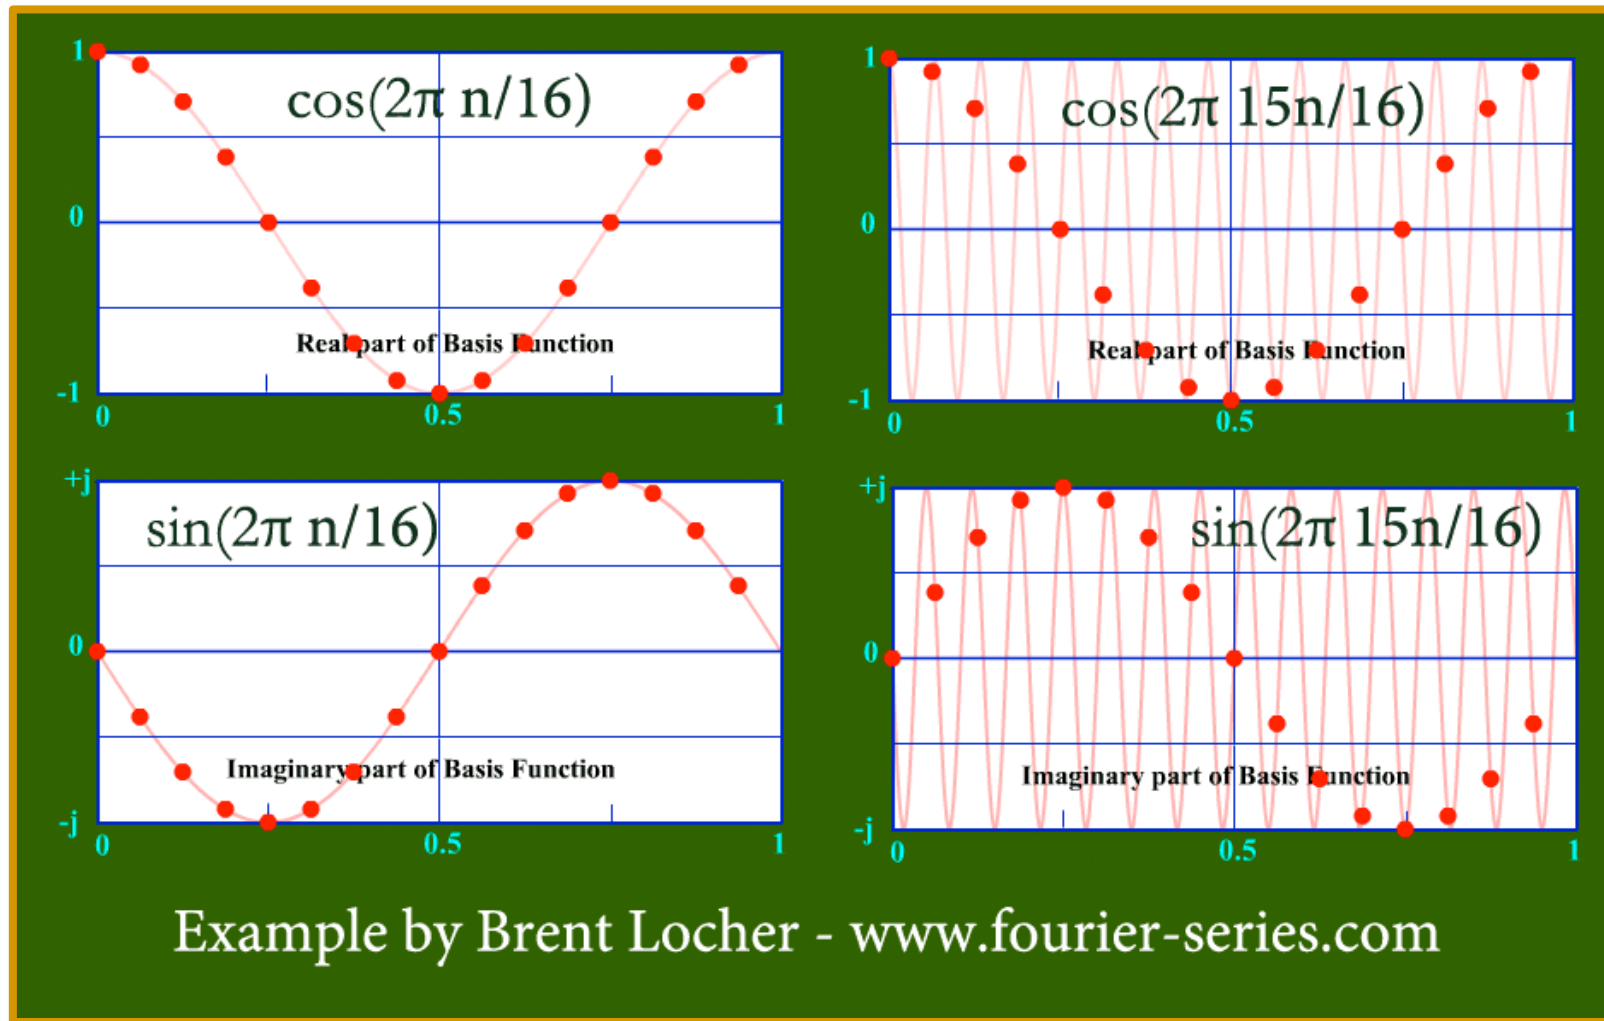 1
cos(2π n/16)
0
Real part of Basis Function
-1
0
0.5
1
1
cos(2π 15n/16)
0
Real part of Basis Function
-1
0
0.5
1
+j
sin(2π n/16)
0
Imaginary part of Basis Function
-j
0
0.5
1
+j
sin(2π 15n/16)
0
Imaginary part of Basis Function
-j
0
0.5
1
Example by Brent Locher - www.fourier-series.com